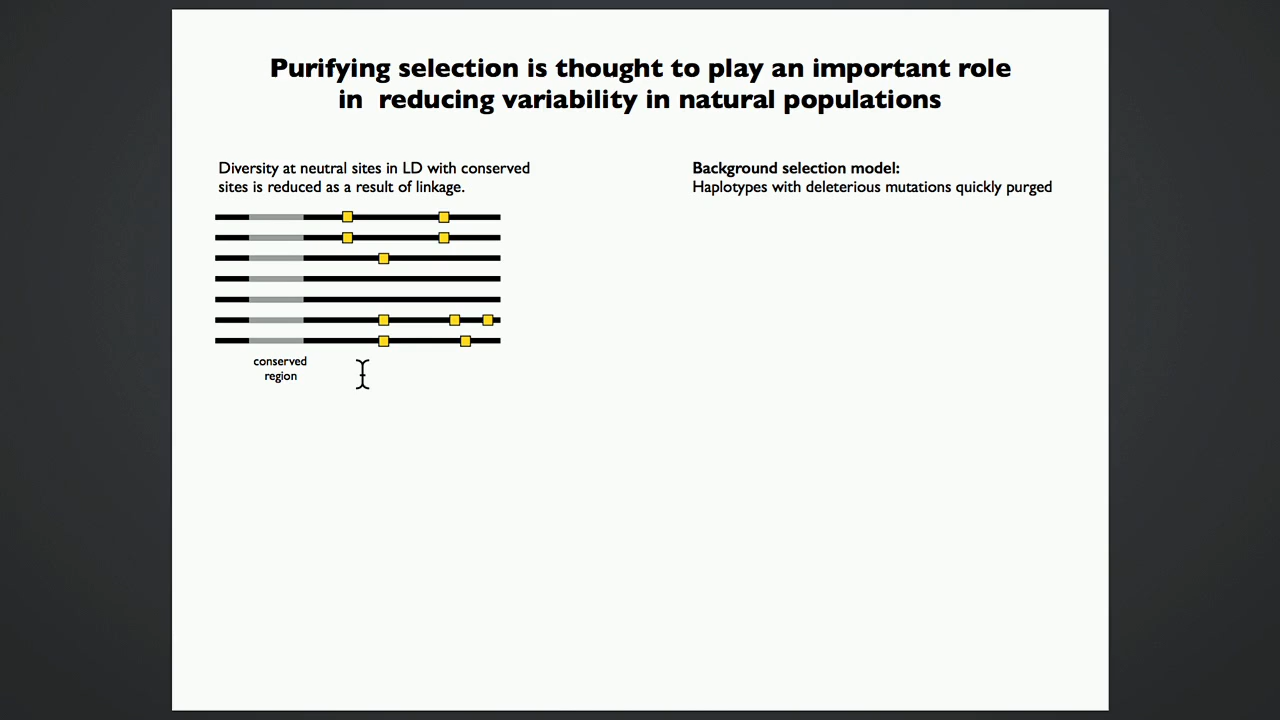 Purifying selection is thought to play an important role
in reducing variability in natural populations
Diversity at neutral sites in LD with conserved
sites is reduced as a result of linkage.
Background selection model:
Haplotypes with deleterious mutations quickly purged
conserved
region